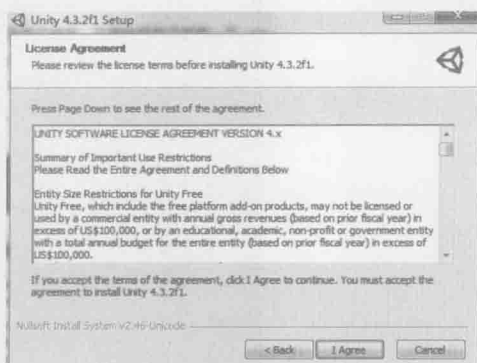 Unity 4.3.2f1 Setup
License Agreement
Please review the license terms before installing Unity 4.3.2f1.
Press Page Down to see the rest of the agreement.
UNITY SOFTWARE LICENSE AGREEMENT VERSION 4.x
Summary of Important Use Restrictions
Please Read the Entire Agreement and Definitions Below
Entity Size Restrictions for Unity Free
Unity Free, which include the free platform add-on products, may not be licensed or
used by a commercial entity with annual gross revenues (based on prior fiscal year) in
excess of US$100,000, or by an educational, academic, non-profit or government entity
with a total annual budget for the entire entity (based on prior fiscal year) in excess of
US$100,000.
If you accept the terms of the agreement, click I Agree to continue. You must accept the
agreement to install Unity 4.3.2f1.
Nullsoft Install System v2.46-Unicode
< Back I Agree Cancel